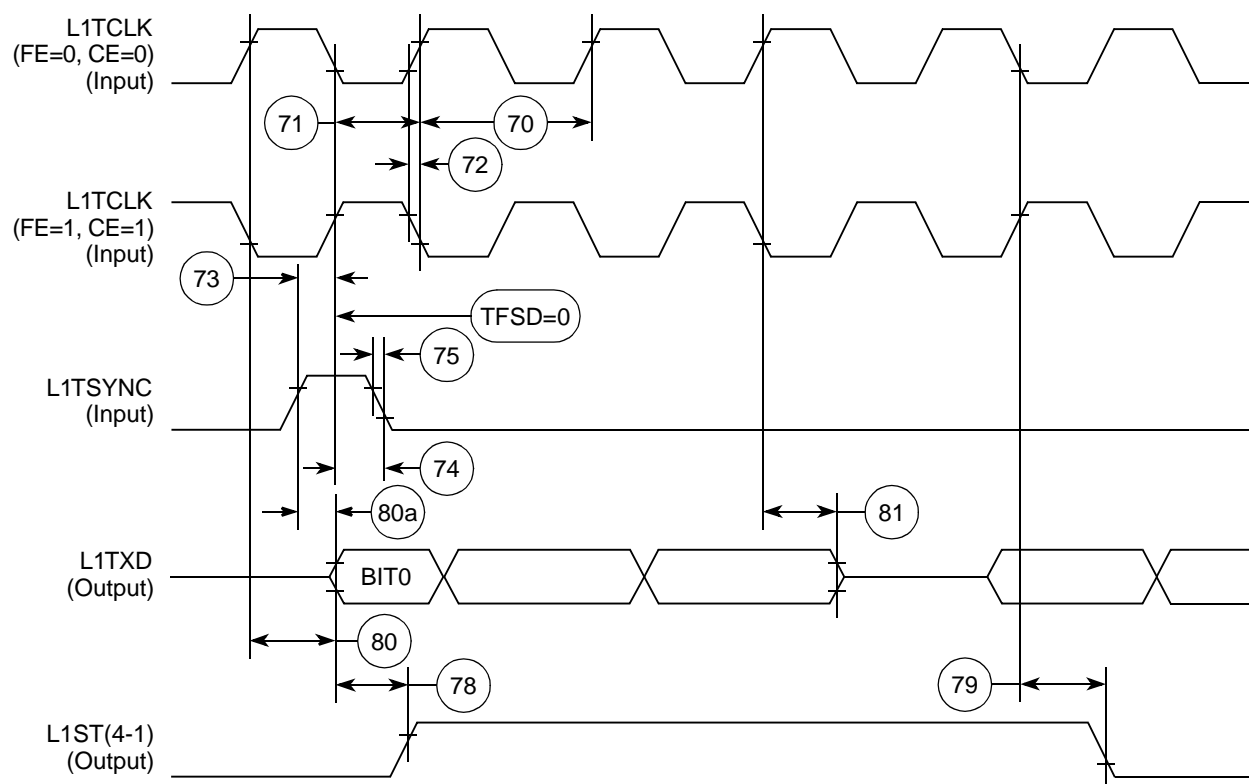 L1TCLK
(FE=0, CE=0)
(Input)
71
70
72
L1TCLK
(FE=1, CE=1)
(Input)
73
TFSD=0
75
L1TSYNC
(Input)
74
80a
81
L1TXD
(Output)
BIT0
80
78
79
L1ST(4-1)
(Output)